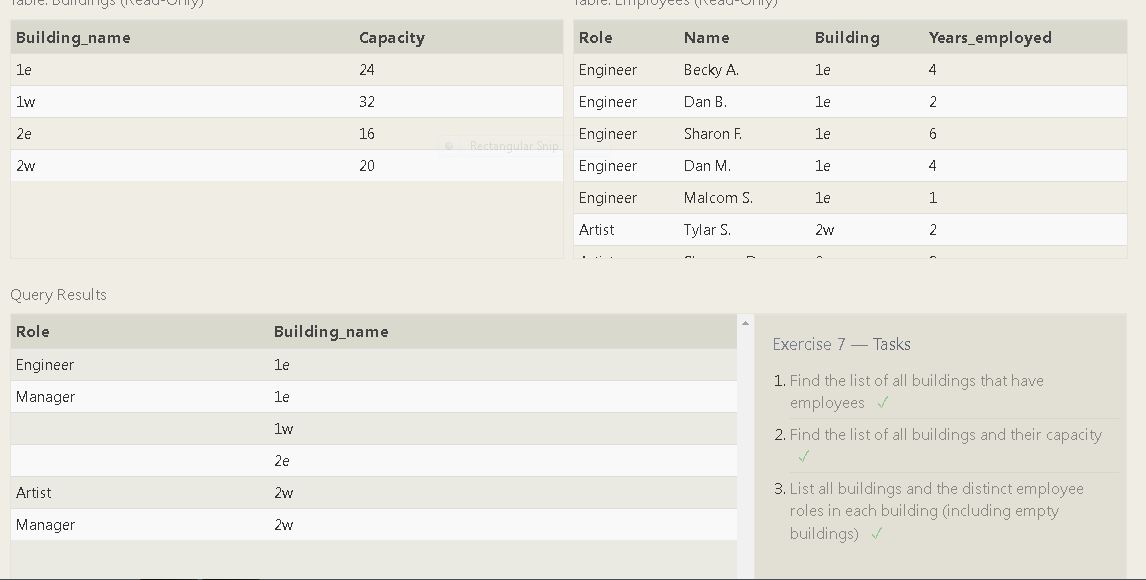 Table: Buildings (Read-Only)
Table: Employees (Read-Only)
Building_name Capacity
1e 24
1w 32
2e 16
2w 20
Rectangular Snip
Role Name Building Years_employed
Engineer Becky A. 1e 4
Engineer Dan B. 1e 2
Engineer Sharon F. 1e 6
Engineer Dan M. 1e 4
Engineer Malcom S. 1e 1
Artist Tylar S. 2w 2
Query Results
Role Building_name
Engineer 1e
Manager 1e
1w
2e
Artist 2w
Manager 2w
Exercise 7 — Tasks
1. Find the list of all buildings that have
employees ✓
2. Find the list of all buildings and their capacity
✓
3. List all buildings and the distinct employee
roles in each building (including empty
buildings) ✓